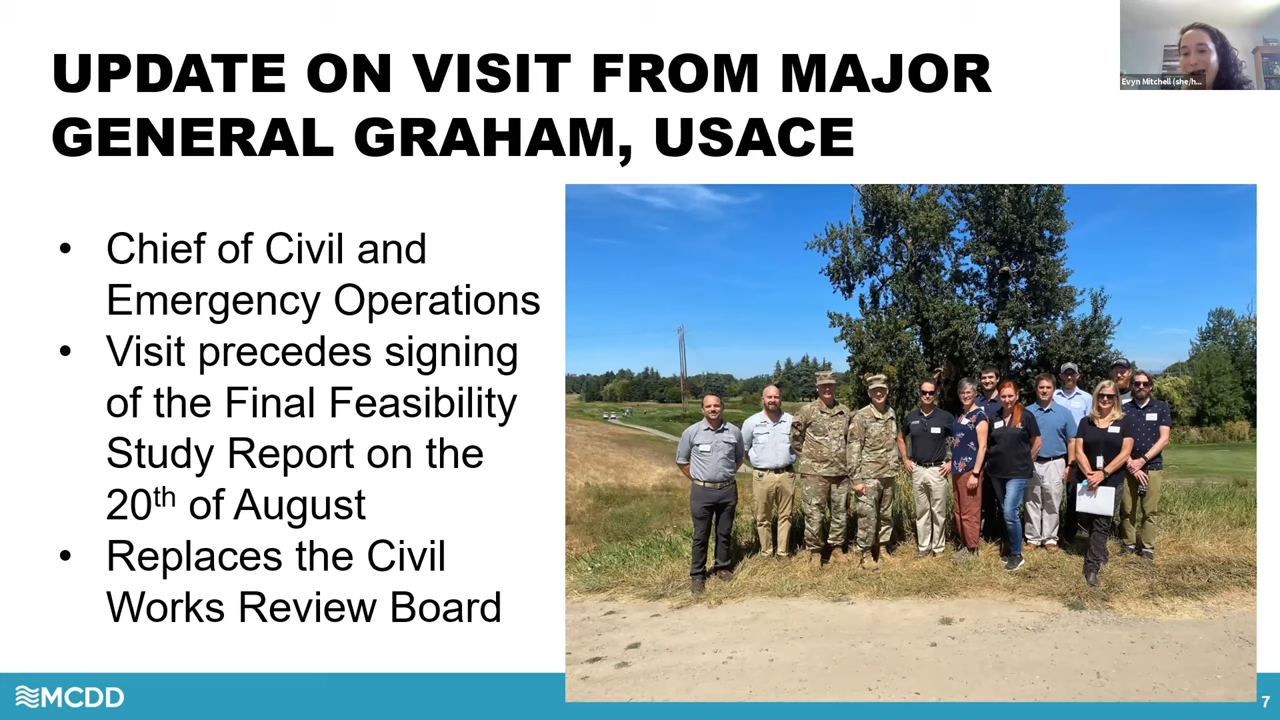 UPDATE ON VISIT FROM MAJOR
GENERAL GRAHAM, USACE
Evyn Mitchell (she/h...
• Chief of Civil and
Emergency Operations
• Visit precedes signing
of the Final Feasibility
Study Report on the
20th of August
• Replaces the Civil
Works Review Board
MCDD
7